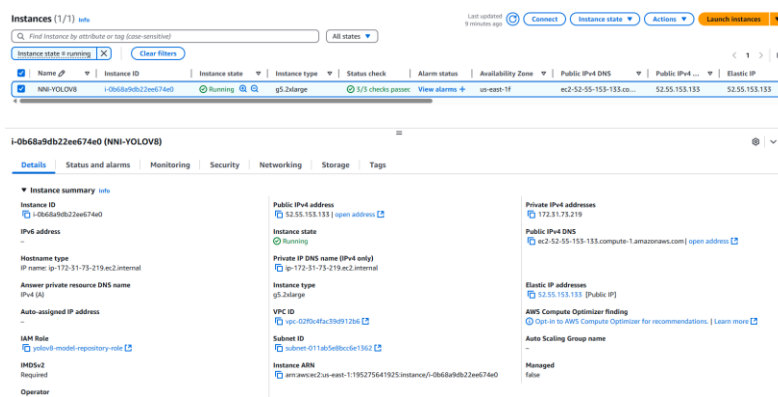 Instances (1/1) Info
Last updated
9 minutes ago
Connect
Instance state
Actions
Launch instances
Find Instance by attribute or tag (case-sensitive)
All states
Instance state = running
Clear filters
1
Name
Instance ID
Instance state
Instance type
Status check
Alarm status
Availability Zone
Public IPv4 DNS
Public IPv4 ...
Elastic IP
NNI-YOLOV8
i-0b68a9db22ee674e0
Running
g5.2xlarge
3/3 checks passec
View alarms +
us-east-1f
ec2-52-55-153-133.co...
52.55.153.133
52.55.153.133
i-0b68a9db22ee674e0 (NNI-YOLOV8)
Details
Status and alarms
Monitoring
Security
Networking
Storage
Tags
Instance summary Info
Instance ID
i-0b68a9db22ee674e0
Public IPv4 address
52.55.153.133 | open address
Private IPv4 addresses
172.31.73.219
IPv6 address
–
Instance state
Running
Public IPv4 DNS
ec2-52-55-153-133.compute-1.amazonaws.com | open address
Hostname type
IP name: ip-172-31-73-219.ec2.internal
Private IP DNS name (IPv4 only)
ip-172-31-73-219.ec2.internal
Answer private resource DNS name
IPv4 (A)
Instance type
g5.2xlarge
Elastic IP addresses
52.55.153.133 [Public IP]
Auto-assigned IP address
–
VPC ID
vpc-02f0c4fac39d912b6
AWS Compute Optimizer finding
Opt-in to AWS Compute Optimizer for recommendations. | Learn more
IAM Role
yolov8-model-repository-role
Subnet ID
subnet-011ab5e8bcc6e1362
Auto Scaling Group name
–
IMDSv2
Required
Instance ARN
arn:aws:ec2:us-east-1:195275641925:instance/i-0b68a9db22ee674e0
Managed
false
Operator